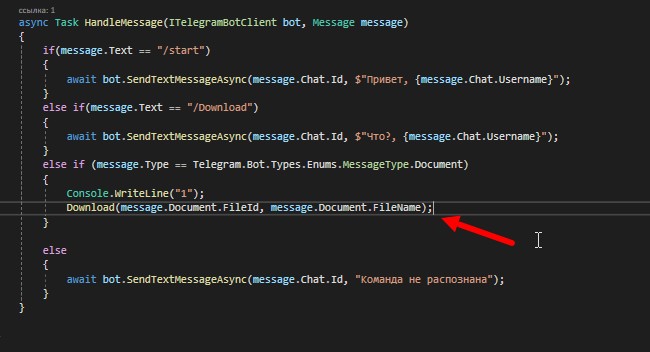 ссылка: 1
async Task HandleMessage(ITelegramBotClient bot, Message message)
{
if(message.Text == "/start")
{
await bot.SendTextMessageAsync(message.Chat.Id, $"Привет, {message.Chat.Username}");
}
else if(message.Text == "/Download")
{
await bot.SendTextMessageAsync(message.Chat.Id, $"Что?, {message.Chat.Username}");
}
else if (message.Type == Telegram.Bot.Types.Enums.MessageType.Document)
{
Console.WriteLine("1");
Download(message.Document.FileId, message.Document.FileName);
}
else
{
await bot.SendTextMessageAsync(message.Chat.Id, "Команда не распознана");
}
}